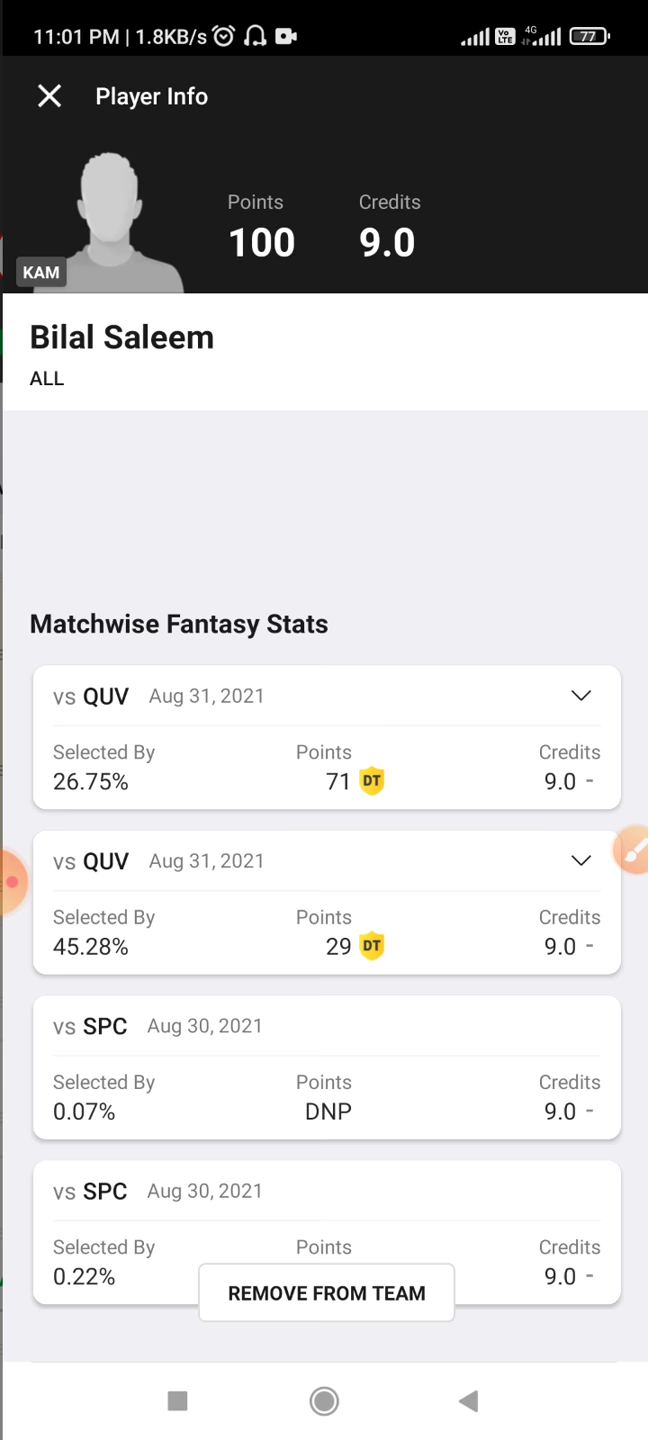 11:01 PM | 1.8KB/s Vo LTE 4G 77
Player Info
Points Credits
100 9.0
KAM
Bilal Saleem
ALL
Matchwise Fantasy Stats
vs QUV Aug 31, 2021
Selected By Points Credits
26.75% 71 DT 9.0 -
vs QUV Aug 31, 2021
Selected By Points Credits
45.28% 29 DT 9.0 -
vs SPC Aug 30, 2021
Selected By Points Credits
0.07% DNP 9.0 -
vs SPC Aug 30, 2021
Selected By Points Credits
0.22% 9.0 -
REMOVE FROM TEAM